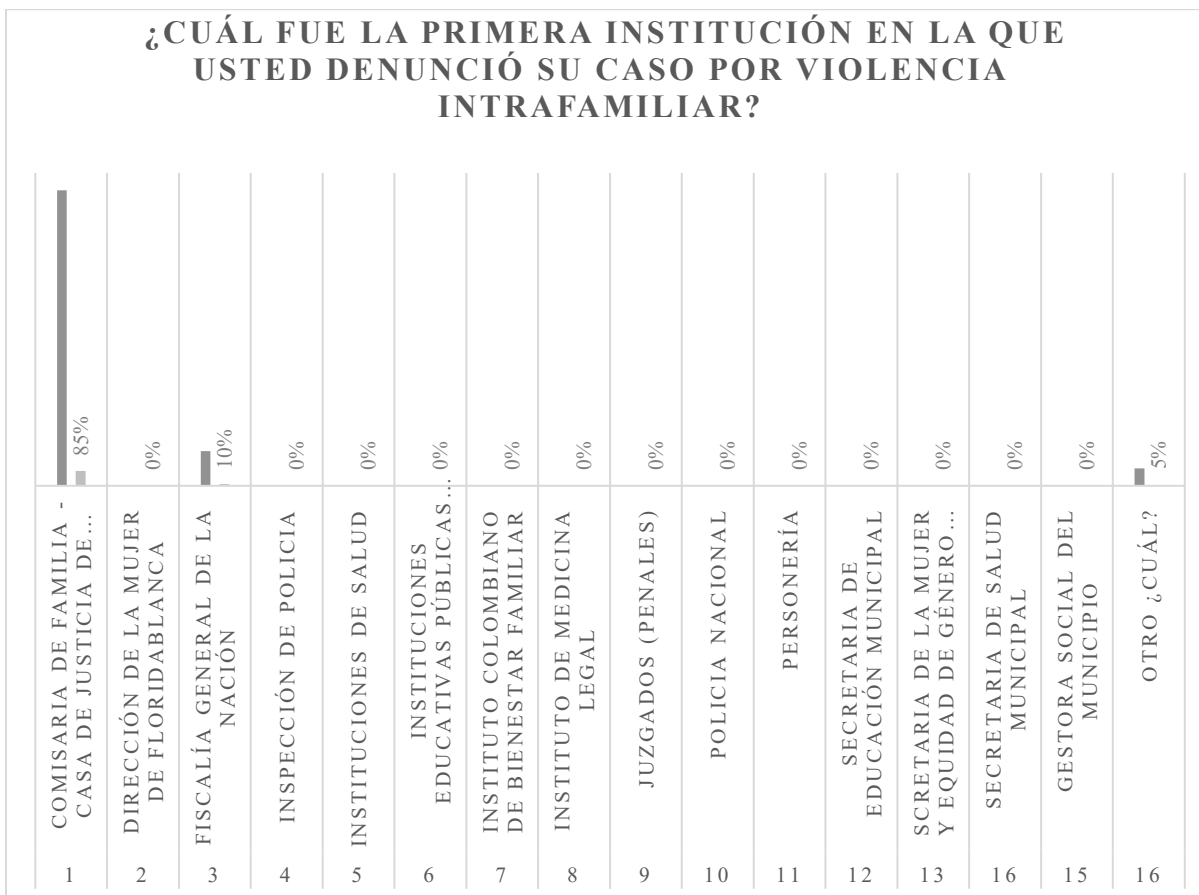 ¿CUÁL FUE LA PRIMERA INSTITUCIÓN EN LA QUE
USTED DENUNCIÓ SU CASO POR VIOLENCIA
INTRAFAMILIAR?
85%
0%
10%
0%
0%
0%
0%
0%
0%
0%
0%
0%
0%
0%
0%
5%
COMISARIA DE FAMILIA -
CASA DE JUSTICIA DE...
DIRECCIÓN DE LA MUJER
DE FLORIDABLANCA
FISCALÍA GENERAL DE LA
NACIÓN
INSPECCIÓN DE POLICIA
INSTITUCIONES DE SALUD
INSTITUCIONES
EDUCATIVAS PÚBLICAS...
INSTITUTO COLOMBIANO
DE BIENESTAR FAMILIAR
INSTITUTO DE MEDICINA
LEGAL
JUZGADOS (PENALES)
POLICIA NACIONAL
PERSONERÍA
SECRETARIA DE
EDUCACIÓN MUNICIPAL
SCRETARIA DE LA MUJER
Y EQUIDAD DE GÉNERO...
SECRETARIA DE SALUD
MUNICIPAL
GESTORA SOCIAL DEL
MUNICIPIO
OTRO ¿CUÁL?
1
2
3
4
5
6
7
8
9
10
11
12
13
16
15
16